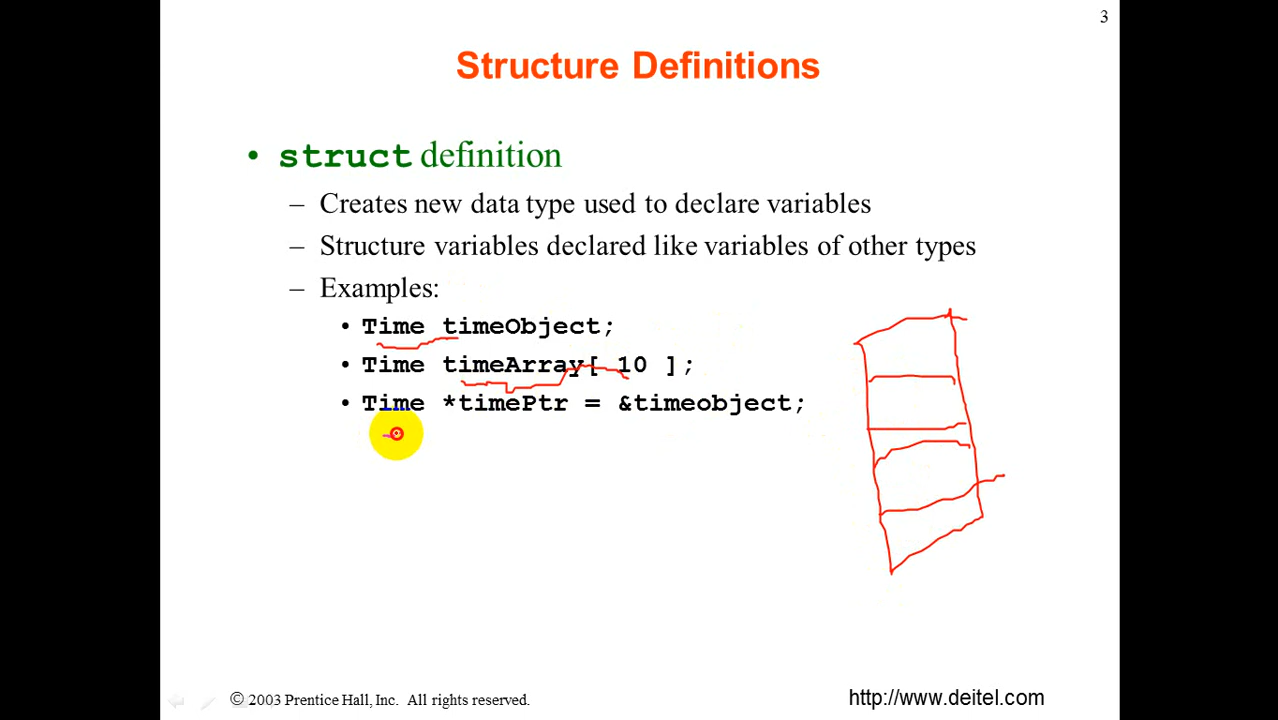 3
Structure Definitions
• struct definition
– Creates new data type used to declare variables
– Structure variables declared like variables of other types
– Examples:
• Time timeObject;
• Time timeArray[ 10 ];
• Time *timePtr = &timeobject;
© 2003 Prentice Hall, Inc. All rights reserved.
http://www.deitel.com